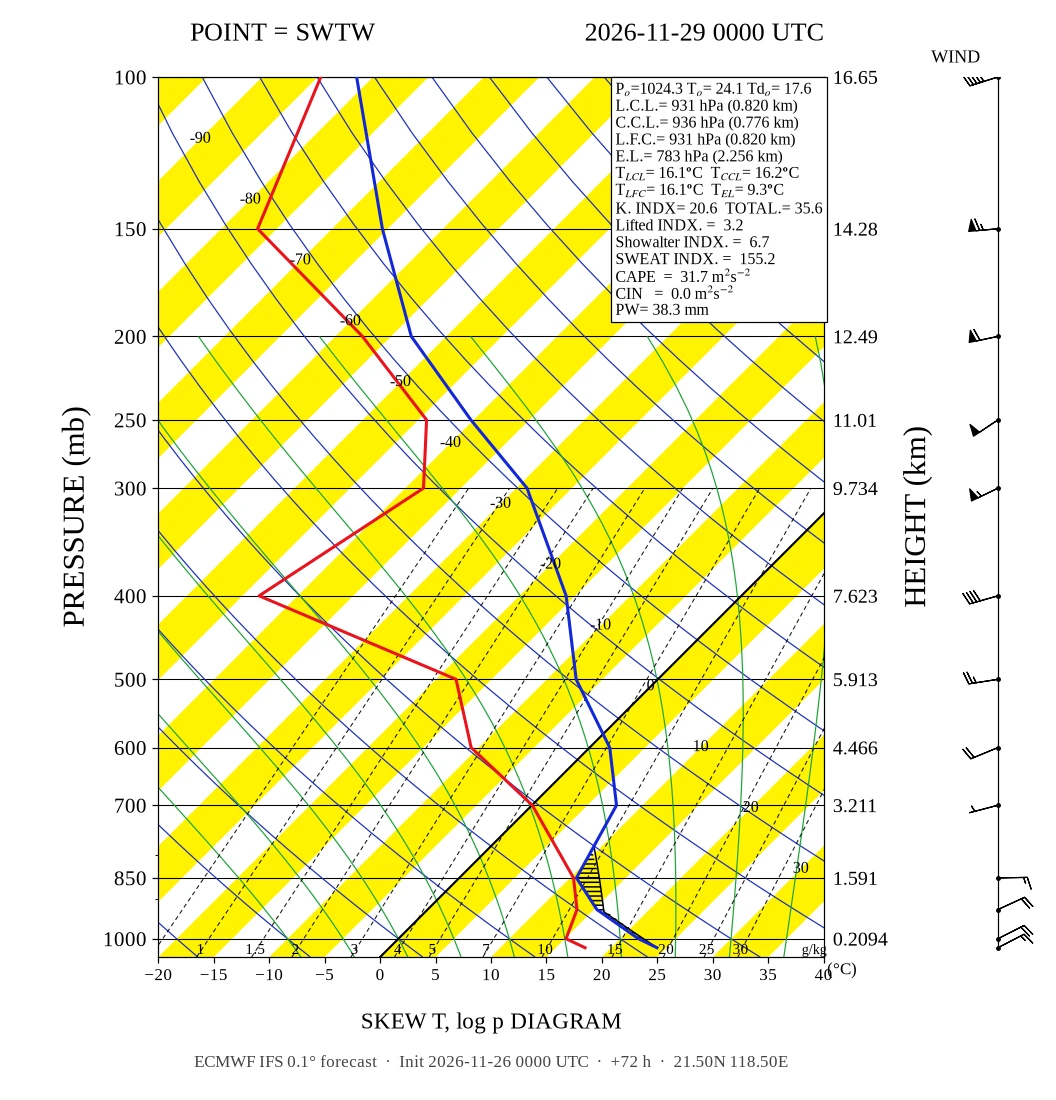 POINT = SWTW
2026-11-29 0000 UTC
WIND
100
16.65
Pₒ=1024.3 Tₒ= 24.1 Tdₒ= 17.6
L.C.L.= 931 hPa (0.820 km)
C.C.L.= 936 hPa (0.776 km)
L.F.C.= 931 hPa (0.820 km)
E.L.= 783 hPa (2.256 km)
T_LCL= 16.1°C T_CCL= 16.2°C
T_LFC= 16.1°C T_EL= 9.3°C
K. INDX= 20.6 TOTAL.= 35.6
Lifted INDX. = 3.2
Showalter INDX. = 6.7
SWEAT INDX. = 155.2
CAPE = 31.7 m²s⁻²
CIN = 0.0 m²s⁻²
PW= 38.3 mm
-90
-80
150
14.28
-70
-60
200
12.49
-50
250
11.01
-40
300
9.734
-30
-20
400
7.623
-10
500
5.913
0
600
4.466
10
700
3.211
20
850
1.591
30
1000
0.2094
PRESSURE (mb)
HEIGHT (km)
1 1.5 2 3 4 5 7 10 15 20 25 30 g/kg
−20 −15 −10 −5 0 5 10 15 20 25 30 35 40 (°C)
SKEW T, log p DIAGRAM
ECMWF IFS 0.1° forecast · Init 2026-11-26 0000 UTC · +72 h · 21.50N 118.50E